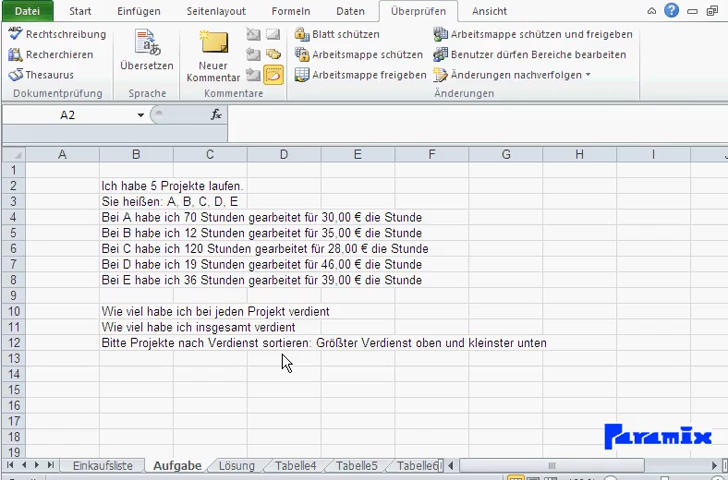 Datei Start Einfügen Seitenlayout Formeln Daten Überprüfen Ansicht
Rechtschreibung
Recherchieren
Thesaurus
Dokumentprüfung
Übersetzen
Sprache
Neuer
Kommentar
Kommentare
Blatt schützen
Arbeitsmappe schützen
Arbeitsmappe freigeben
Arbeitsmappe schützen und freigeben
Benutzer dürfen Bereiche bearbeiten
Änderungen nachverfolgen
Änderungen
A2 fx
A B C D E F G H I J
1
2 Ich habe 5 Projekte laufen.
3 Sie heißen: A, B, C, D, E
4 Bei A habe ich 70 Stunden gearbeitet für 30,00 € die Stunde
5 Bei B habe ich 12 Stunden gearbeitet für 35,00 € die Stunde
6 Bei C habe ich 120 Stunden gearbeitet für 28,00 € die Stunde
7 Bei D habe ich 19 Stunden gearbeitet für 46,00 € die Stunde
8 Bei E habe ich 36 Stunden gearbeitet für 39,00 € die Stunde
9
10 Wie viel habe ich bei jeden Projekt verdient
11 Wie viel habe ich insgesamt verdient
12 Bitte Projekte nach Verdienst sortieren: Größter Verdienst oben und kleinster unten
13
14
15
16
17
18
19
Paramix
Einkaufsliste Aufgabe Lösung Tabelle4 Tabelle5 Tabelle6